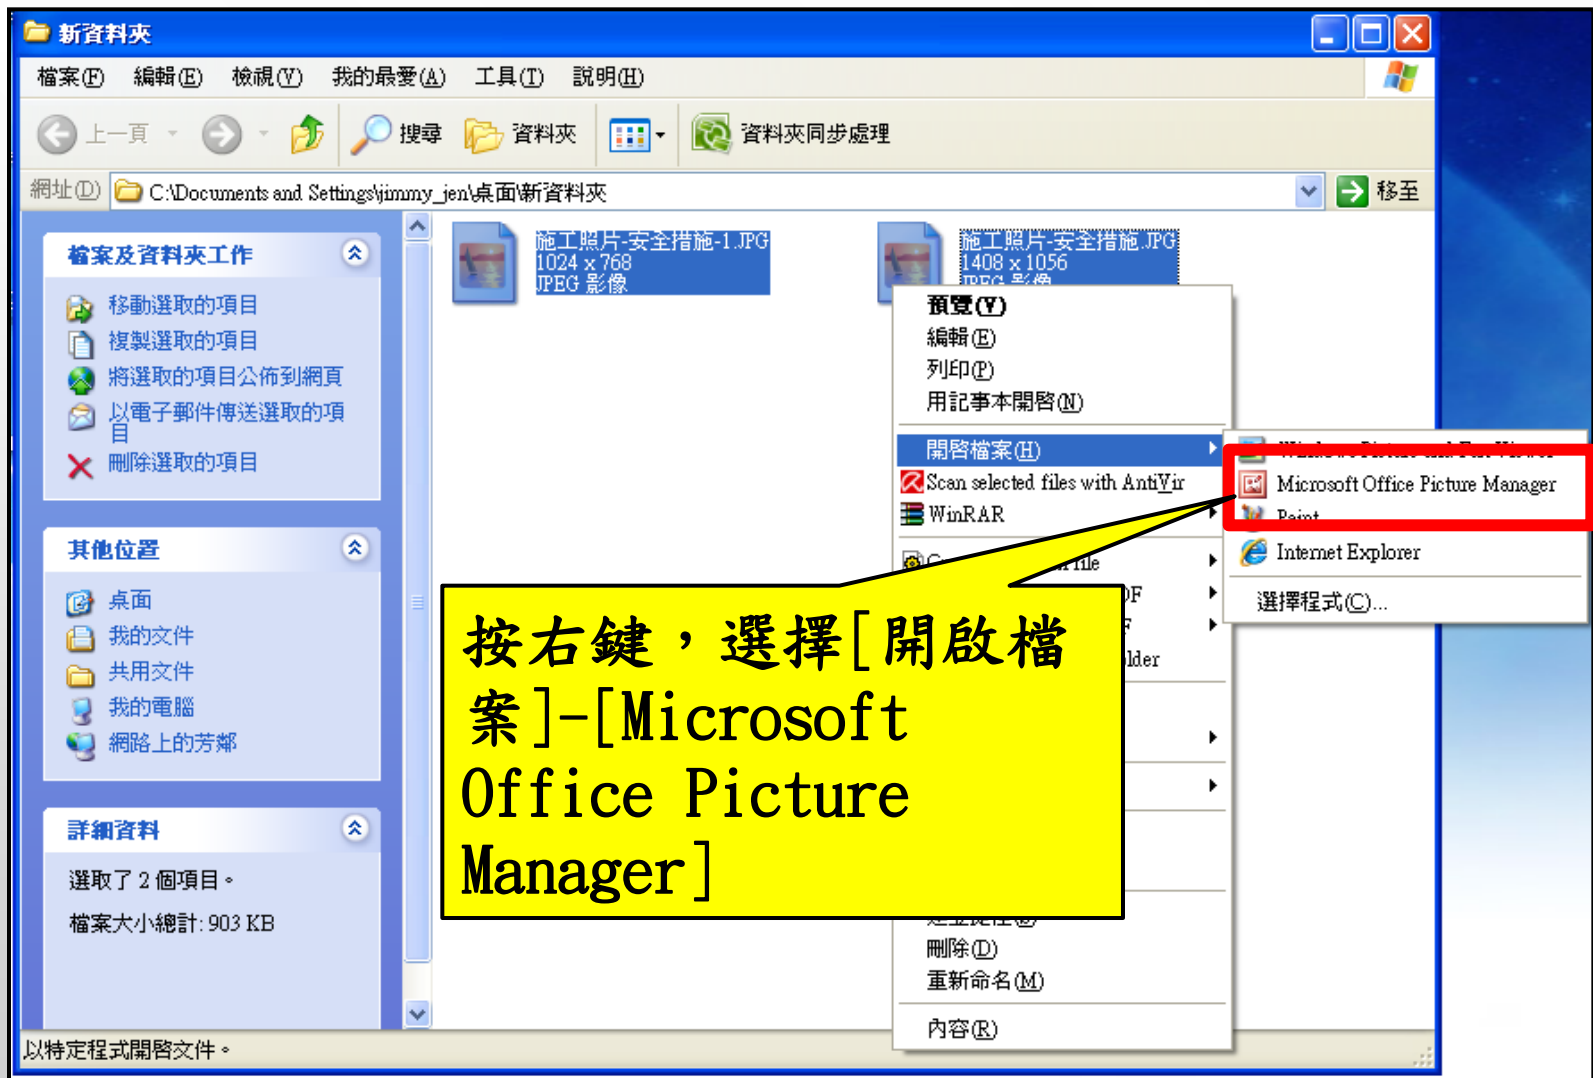 新資料夾
檔案(F) 編輯(E) 檢視(V) 我的最愛(A) 工具(T) 說明(H)
上一頁 搜尋 資料夾 資料夾同步處理
網址(D) C:\Documents and Settings\jimmy_jen\桌面\新資料夾 移至
檔案及資料夾工作
移動選取的項目
複製選取的項目
將選取的項目公佈到網頁
以電子郵件傳送選取的項
目
刪除選取的項目
其他位置
桌面
我的文件
共用文件
我的電腦
網路上的芳鄰
詳細資料
選取了 2 個項目。
檔案大小總計: 903 KB
施工照片-安全措施-1.JPG
1024 x 768
JPEG 影像
施工照片-安全措施.JPG
1408 x 1056
JPEG 影像
預覽(V)
編輯(E)
列印(P)
用記事本開啓(N)
開啓檔案(H)
Scan selected files with AntiVir
WinRAR
file
刪除(D)
重新命名(M)
內容(R)
Windows Picture and Fax Viewer
Microsoft Office Picture Manager
Paint
Internet Explorer
選擇程式(C)...
按右鍵，選擇[開啟檔
案]-[Microsoft
Office Picture
Manager]
以特定程式開啓文件。